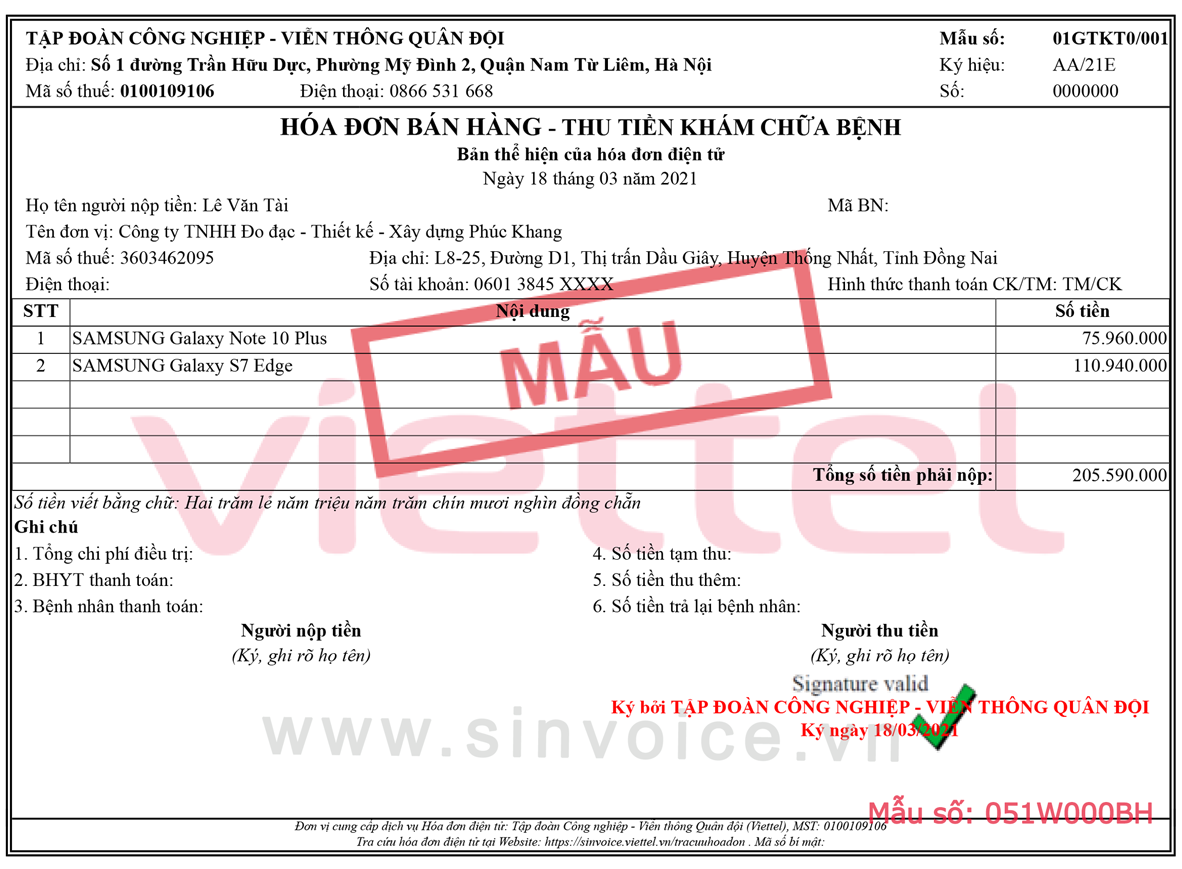 TẬP ĐOÀN CÔNG NGHIỆP - VIỄN THÔNG QUÂN ĐỘI Mẫu số: 01GTKT0/001
Địa chỉ: Số 1 đường Trần Hữu Dực, Phường Mỹ Đình 2, Quận Nam Từ Liêm, Hà Nội Ký hiệu: AA/21E
Mã số thuế: 0100109106 Điện thoại: 0866 531 668 Số: 0000000
HÓA ĐƠN BÁN HÀNG - THU TIỀN KHÁM CHỮA BỆNH
Bản thể hiện của hóa đơn điện tử
Ngày 18 tháng 03 năm 2021
Họ tên người nộp tiền: Lê Văn Tài Mã BN:
Tên đơn vị: Công ty TNHH Đo đạc - Thiết kế - Xây dựng Phúc Khang
Mã số thuế: 3603462095 Địa chỉ: L8-25, Đường D1, Thị trấn Dầu Giây, Huyện Thống Nhất, Tỉnh Đồng Nai
Điện thoại: Số tài khoản: 0601 3845 XXXX Hình thức thanh toán CK/TM: TM/CK
STT Nội dung Số tiền
1 SAMSUNG Galaxy Note 10 Plus 75.960.000
2 SAMSUNG Galaxy S7 Edge 110.940.000
MẪU
viettel
Tổng số tiền phải nộp: 205.590.000
Số tiền viết bằng chữ: Hai trăm lẻ năm triệu năm trăm chín mươi nghìn đồng chẵn
Ghi chú
1. Tổng chi phí điều trị: 4. Số tiền tạm thu:
2. BHYT thanh toán: 5. Số tiền thu thêm:
3. Bệnh nhân thanh toán: 6. Số tiền trả lại bệnh nhân:
Người nộp tiền Người thu tiền
(Ký, ghi rõ họ tên) (Ký, ghi rõ họ tên)
Signature valid
Ký bởi TẬP ĐOÀN CÔNG NGHIỆP - VIỄN THÔNG QUÂN ĐỘI
Ký ngày 18/03/2021
www.sinvoice.vn
Mẫu số: 051W000BH
Đơn vị cung cấp dịch vụ Hóa đơn điện tử: Tập đoàn Công nghiệp - Viễn thông Quân đội (Viettel), MST: 0100109106
Tra cứu hóa đơn điện tử tại Website: https://sinvoice.viettel.vn/tracuuhoadon . Mã số bí mật: